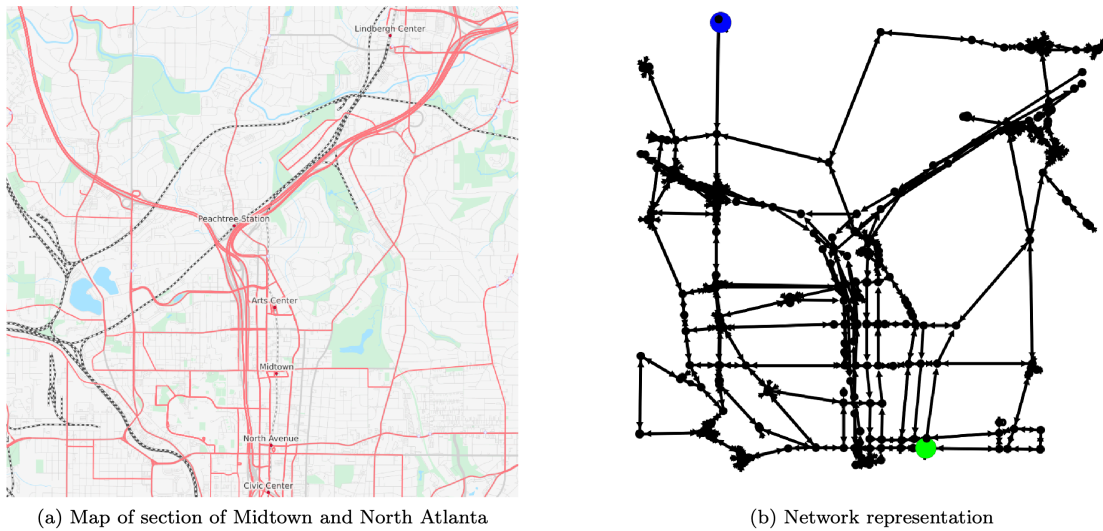 Lindbergh Center
Peachtree Station
Arts Center
Midtown
North Avenue
Civic Center
(a) Map of section of Midtown and North Atlanta
(b) Network representation